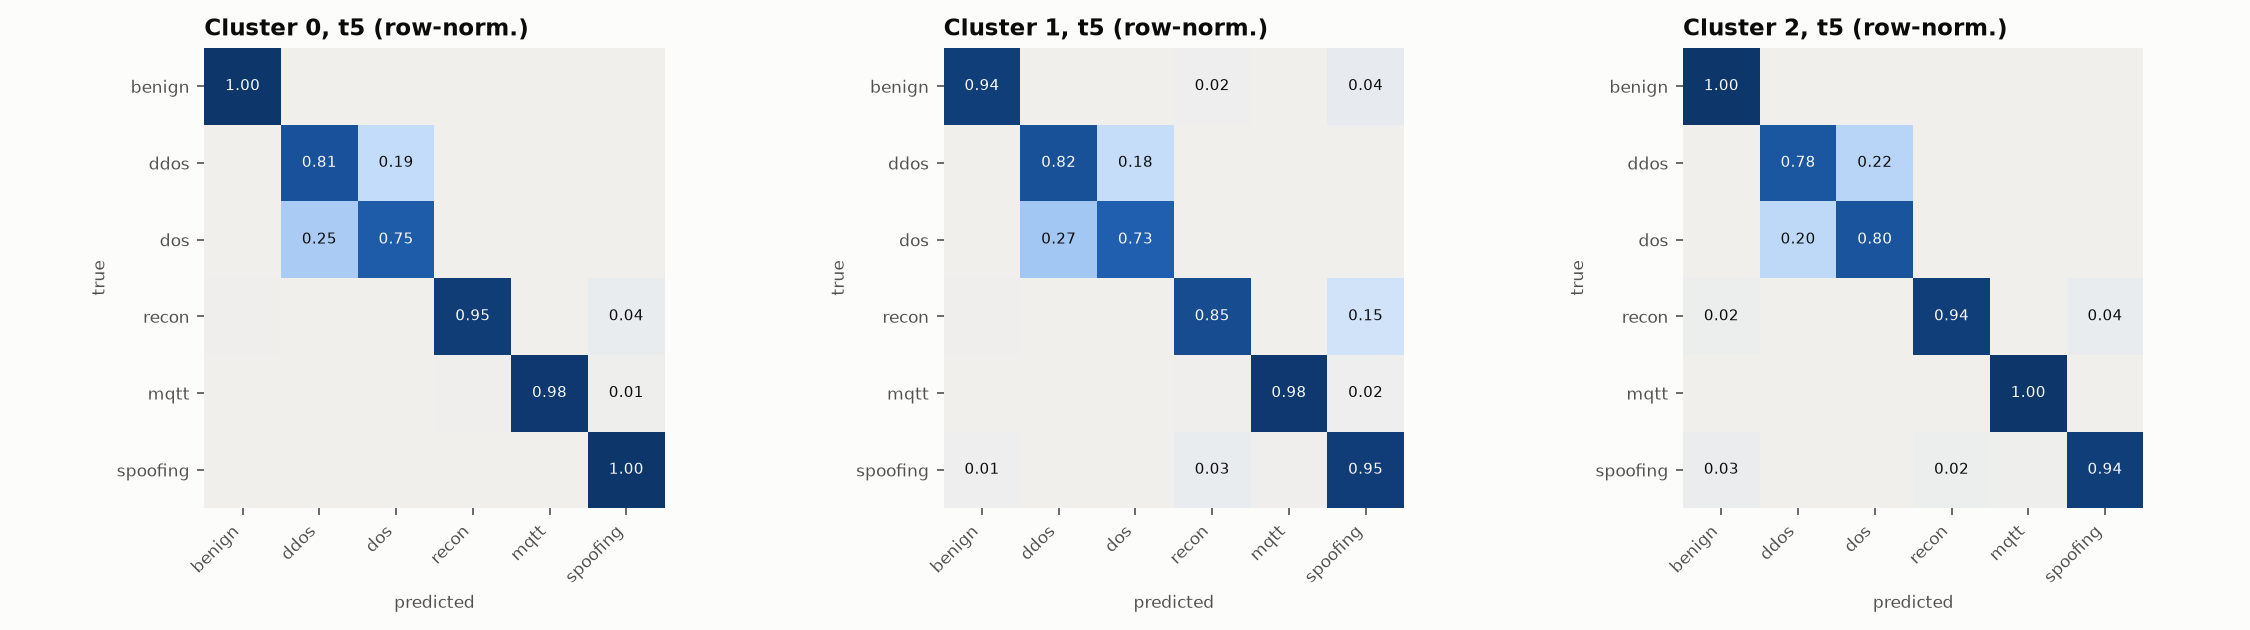 Cluster 0, t5 (row-norm.)
benign 1.00
ddos 0.81 0.19
dos 0.25 0.75
recon 0.95 0.04
mqtt 0.98 0.01
spoofing 1.00
true
benign ddos dos recon mqtt spoofing
predicted
Cluster 1, t5 (row-norm.)
benign 0.94 0.02 0.04
ddos 0.82 0.18
dos 0.27 0.73
recon 0.85 0.15
mqtt 0.98 0.02
spoofing 0.01 0.03 0.95
true
benign ddos dos recon mqtt spoofing
predicted
Cluster 2, t5 (row-norm.)
benign 1.00
ddos 0.78 0.22
dos 0.20 0.80
recon 0.02 0.94 0.04
mqtt 1.00
spoofing 0.03 0.02 0.94
true
benign ddos dos recon mqtt spoofing
predicted